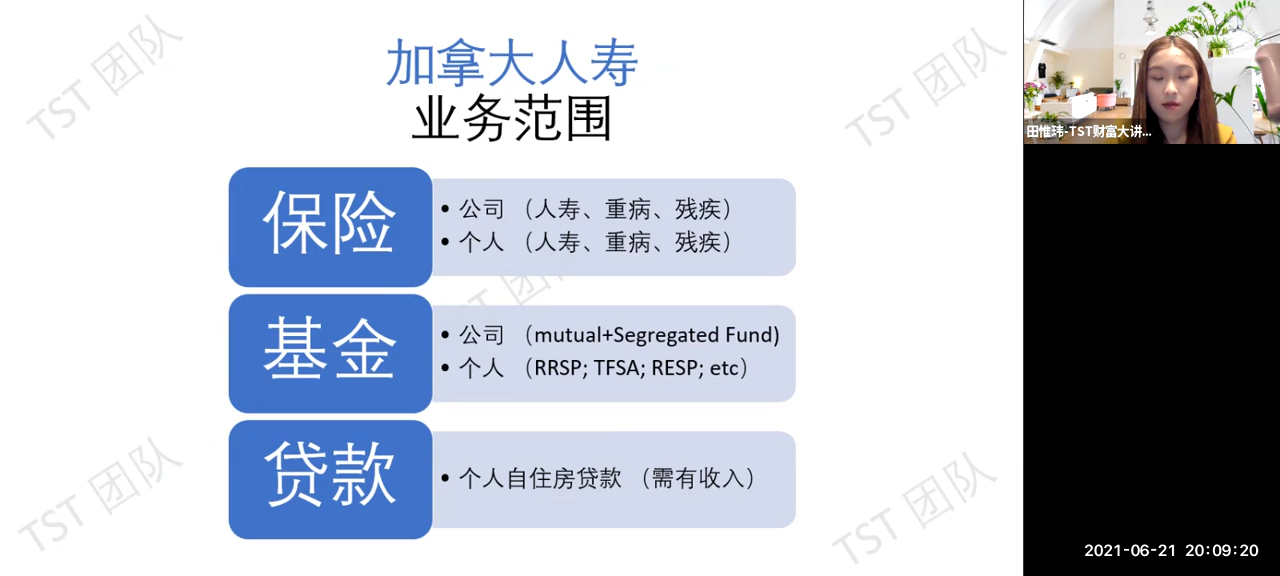 加拿大人寿
业务范围
保险
• 公司 （人寿、重病、残疾）
• 个人 （人寿、重病、残疾）
基金
• 公司 （mutual+Segregated Fund)
• 个人 （RRSP; TFSA; RESP; etc）
贷款
• 个人自住房贷款 （需有收入）
TST 团队
TST 团队
TST 团队
TST 团队
ST 团
田惟玮-TST财富大讲...
2021-06-21 20:09:20